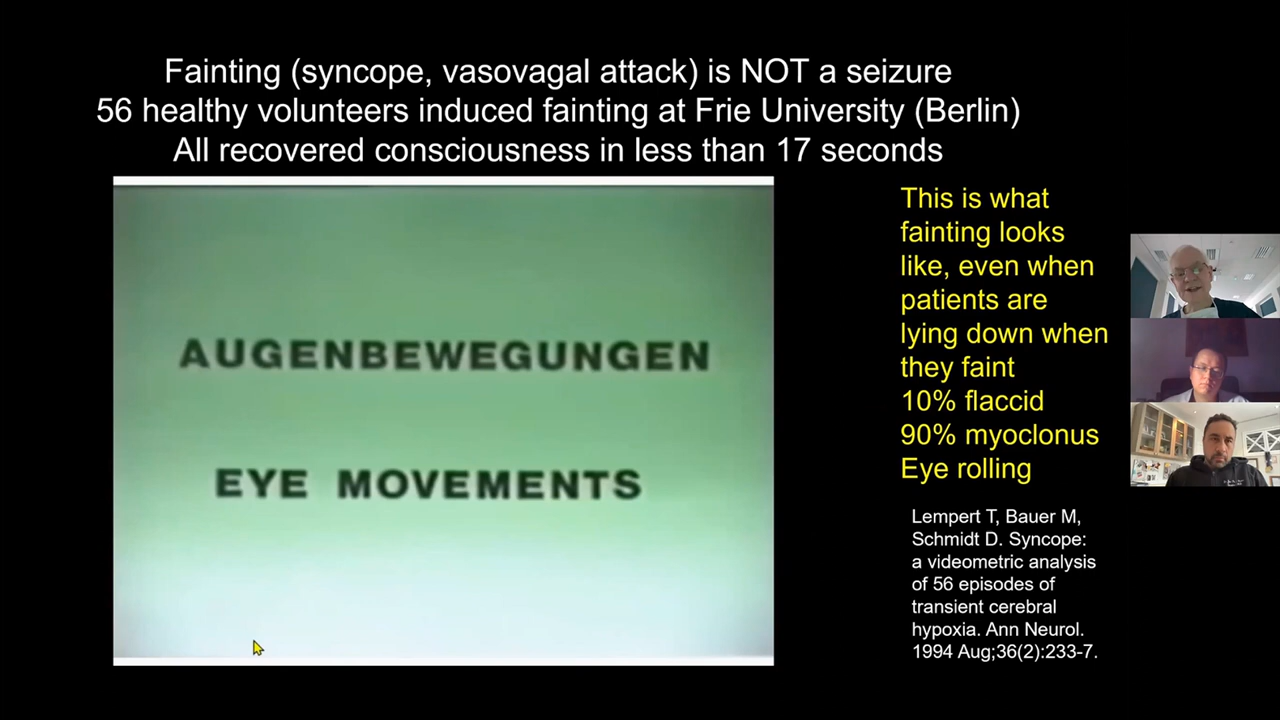 Fainting (syncope, vasovagal attack) is NOT a seizure
56 healthy volunteers induced fainting at Frie University (Berlin)
All recovered consciousness in less than 17 seconds
AUGENBEWEGUNGEN
EYE MOVEMENTS
This is what
fainting looks
like, even when
patients are
lying down when
they faint
10% flaccid
90% myoclonus
Eye rolling
Lempert T, Bauer M,
Schmidt D. Syncope:
a videometric analysis
of 56 episodes of
transient cerebral
hypoxia. Ann Neurol.
1994 Aug;36(2):233-7.